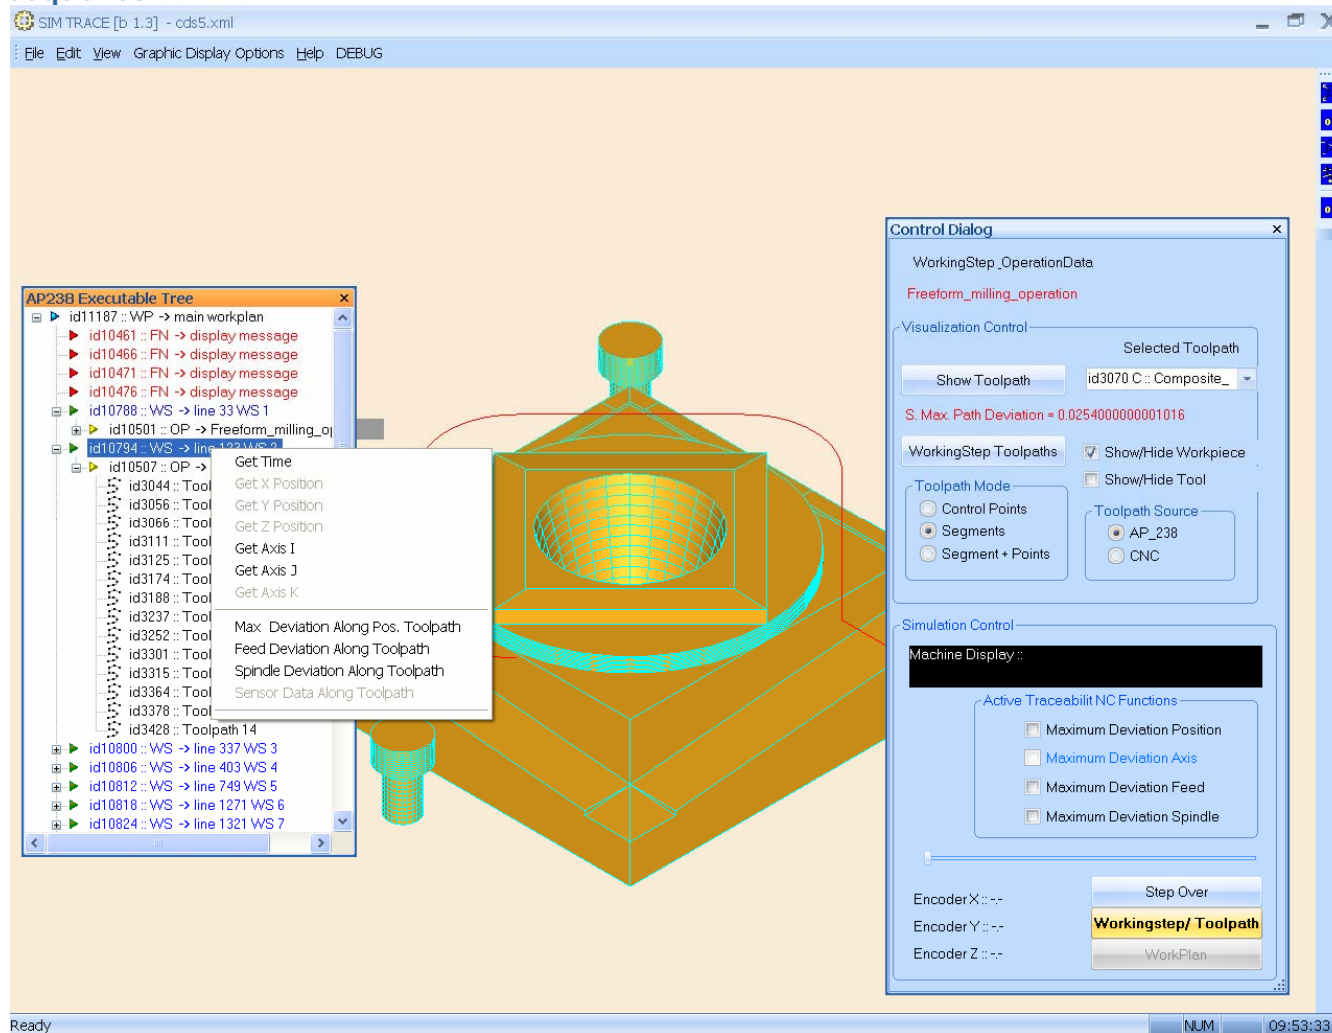 SIM TRACE [b 1.3] - cds5.xml
File Edit View Graphic Display Options Help DEBUG
AP238 Executable Tree
id11187 :: WP -> main workplan
id10461 :: FN -> display message
id10466 :: FN -> display message
id10471 :: FN -> display message
id10476 :: FN -> display message
id10788 :: WS -> line 33 WS 1
id10501 :: OP -> Freeform_milling_o
id10794 :: WS -> line 133 WS 2
id10507 :: OP ->
id3044 :: Tool
id3056 :: Tool
id3066 :: Tool
id3111 :: Tool
id3125 :: Tool
id3174 :: Tool
id3188 :: Tool
id3237 :: Tool
id3252 :: Tool
id3301 :: Tool
id3315 :: Tool
id3364 :: Tool
id3378 :: Tool
id3428 :: Toolpath 14
id10800 :: WS -> line 337 WS 3
id10806 :: WS -> line 403 WS 4
id10812 :: WS -> line 749 WS 5
id10818 :: WS -> line 1271 WS 6
id10824 :: WS -> line 1321 WS 7
Get Time
Get X Position
Get Y Position
Get Z Position
Get Axis I
Get Axis J
Get Axis K
Max Deviation Along Pos. Toolpath
Feed Deviation Along Toolpath
Spindle Deviation Along Toolpath
Sensor Data Along Toolpath
Control Dialog
WorkingStep_OperationData
Freeform_milling_operation
Visualization Control
Selected Toolpath
Show Toolpath
id3070 C :: Composite_
S. Max. Path Deviation = 0.0254000000001016
WorkingStep Toolpaths
Show/Hide Workpiece
Show/Hide Tool
Toolpath Mode
Control Points
Segments
Segment + Points
Toolpath Source
AP_238
CNC
Simulation Control
Machine Display ::
Active Traceabilit NC Functions
Maximum Deviation Position
Maximum Deviation Axis
Maximum Deviation Feed
Maximum Deviation Spindle
Encoder X :: -.-
Encoder Y :: -.-
Encoder Z :: -.-
Step Over
Workingstep/ Toolpath
WorkPlan
Ready
NUM
09:53:33